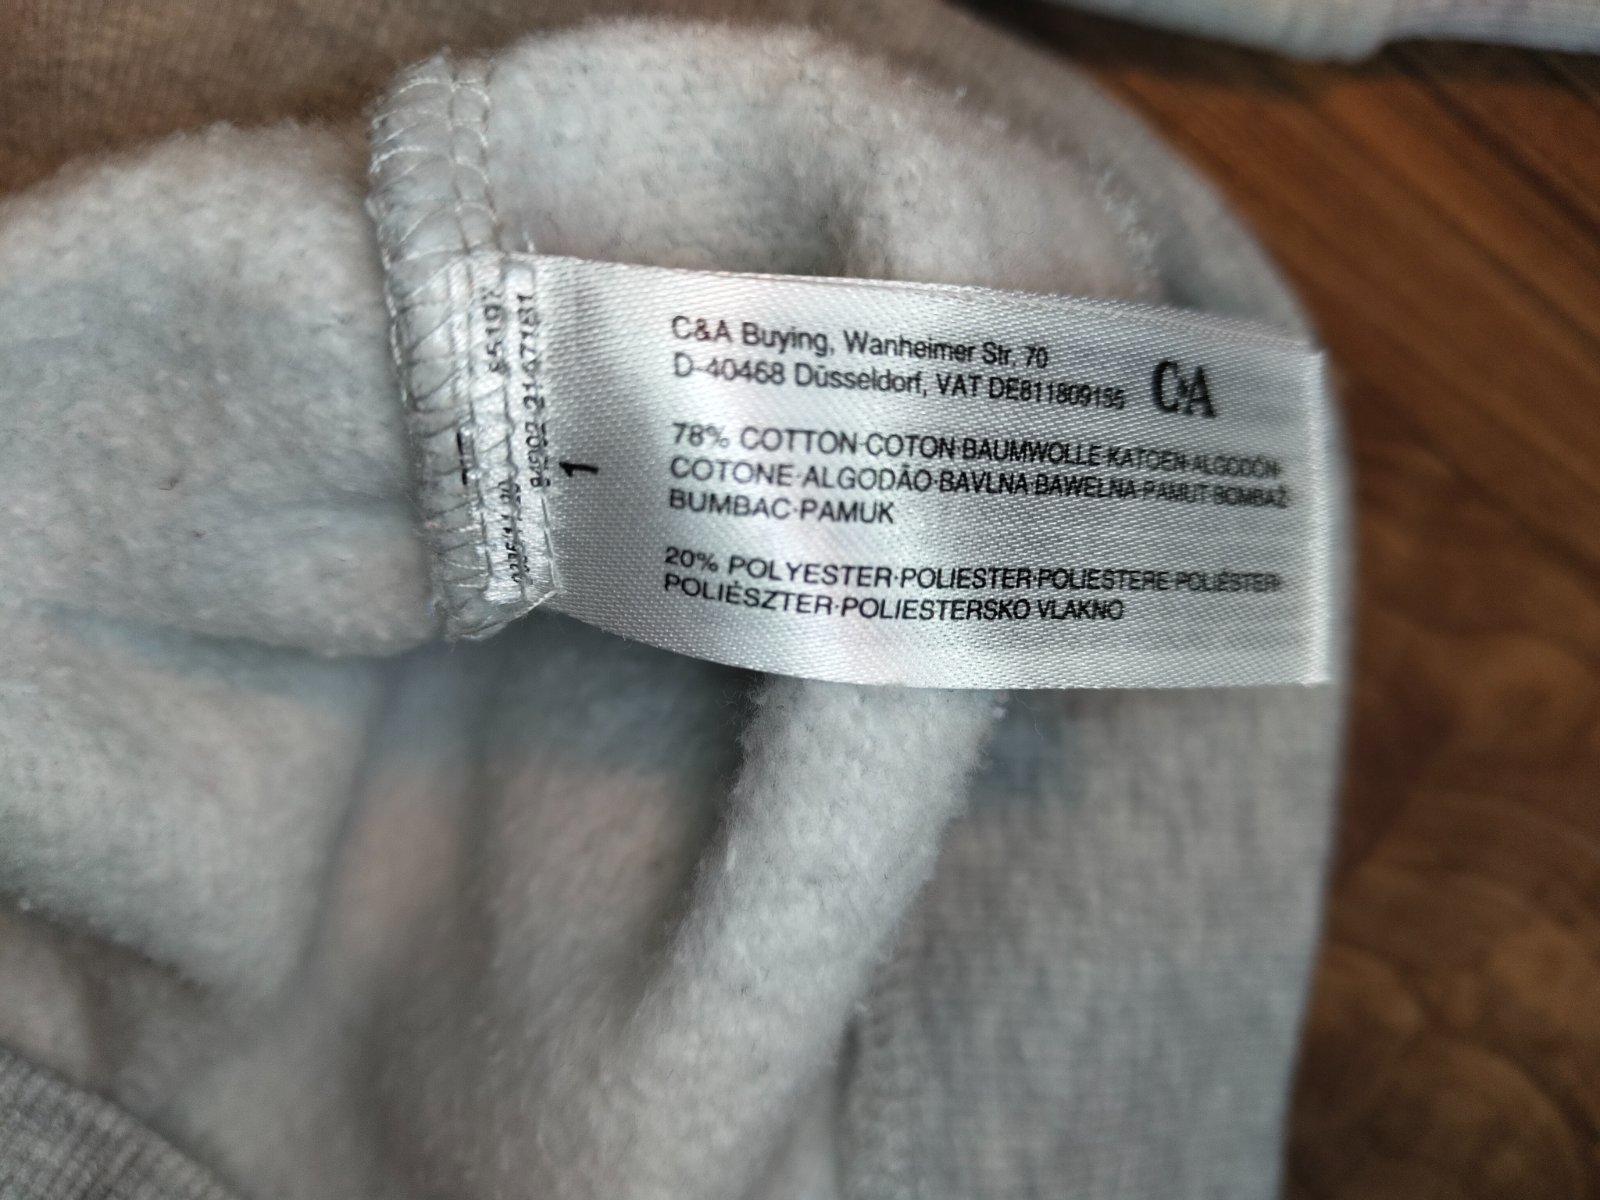 C&A Buying, Wanheimer Str. 70
D-40468 Düsseldorf, VAT DE811809155
C&A
78% COTTON·COTON·BAUMWOLLE·KATOEN·ALGODÓN·
COTONE·ALGODÃO·BAVLNA·BAWEŁNA·PAMUT·BOMBAŽ
BUMBAC·PAMUK
20% POLYESTER·POLIESTER·POLIESTERE·POLIÉSTER·
POLIÉSZTER·POLIESTERSKO VLAKNO
1